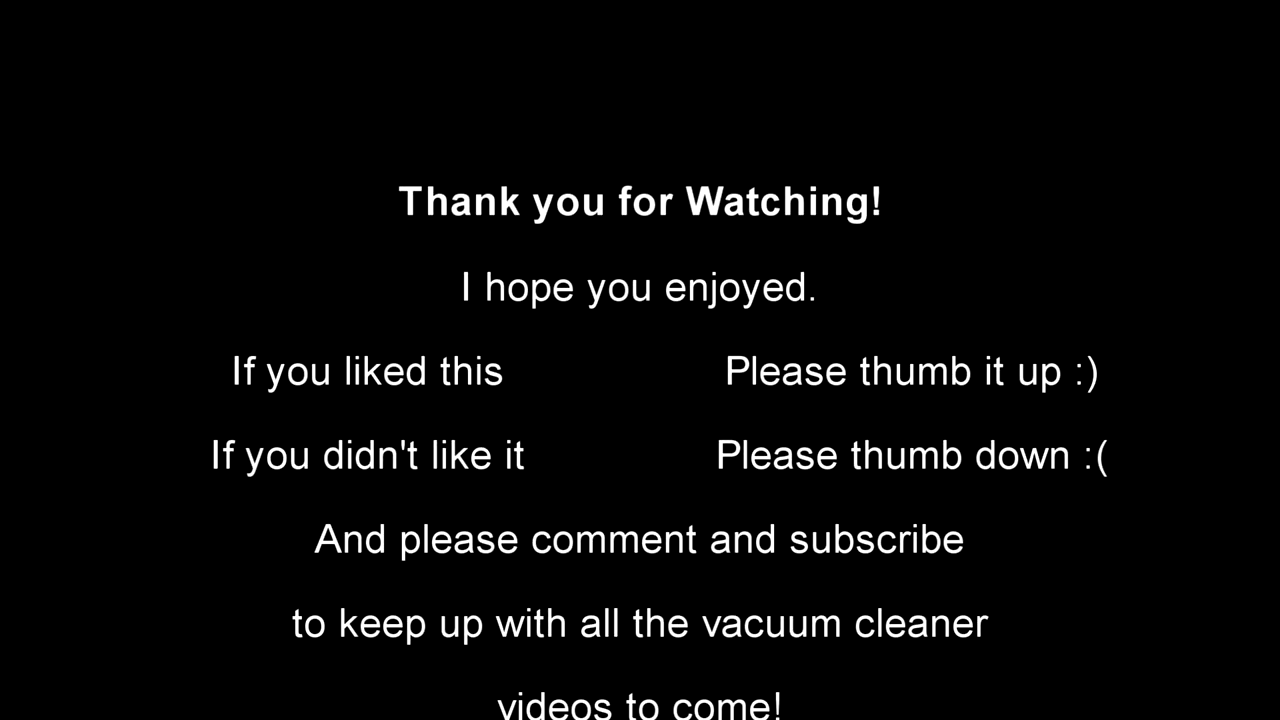 Thank you for Watching!
I hope you enjoyed.
If you liked this Please thumb it up :)
If you didn't like it Please thumb down :(
And please comment and subscribe
to keep up with all the vacuum cleaner
videos to come!